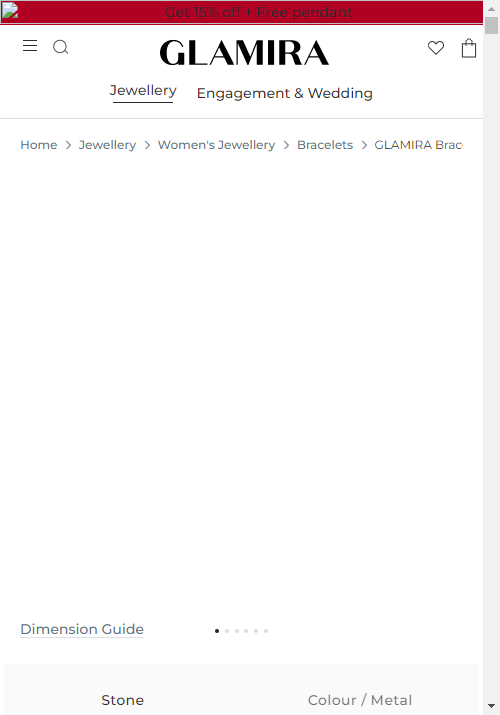 Get 15% off + Free pendant
GLAMIRA
Jewellery
Engagement & Wedding
Home > Jewellery > Women's Jewellery > Bracelets > GLAMIRA Brac
Dimension Guide
Stone
Colour / Metal